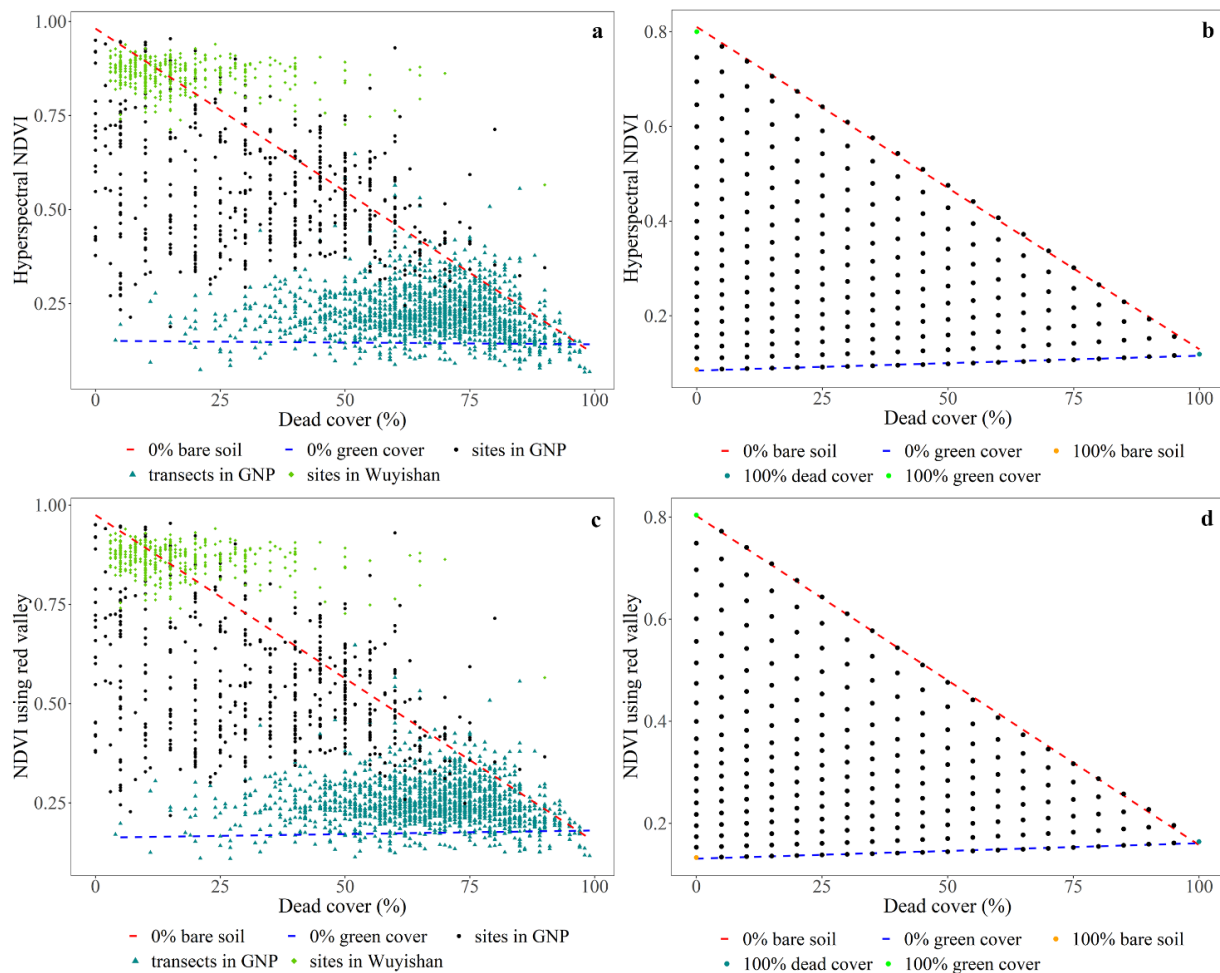 a
1.00
0.75
0.50
0.25
Hyperspectral NDVI
0 25 50 75 100
Dead cover (%)
0% bare soil 0% green cover sites in GNP
transects in GNP sites in Wuyishan
b
0.8
0.6
0.4
0.2
Hyperspectral NDVI
0 25 50 75 100
Dead cover (%)
0% bare soil 0% green cover 100% bare soil
100% dead cover 100% green cover
c
1.00
0.75
0.50
0.25
NDVI using red valley
0 25 50 75 100
Dead cover (%)
0% bare soil 0% green cover sites in GNP
transects in GNP sites in Wuyishan
d
0.8
0.6
0.4
0.2
NDVI using red valley
0 25 50 75 100
Dead cover (%)
0% bare soil 0% green cover 100% bare soil
100% dead cover 100% green cover